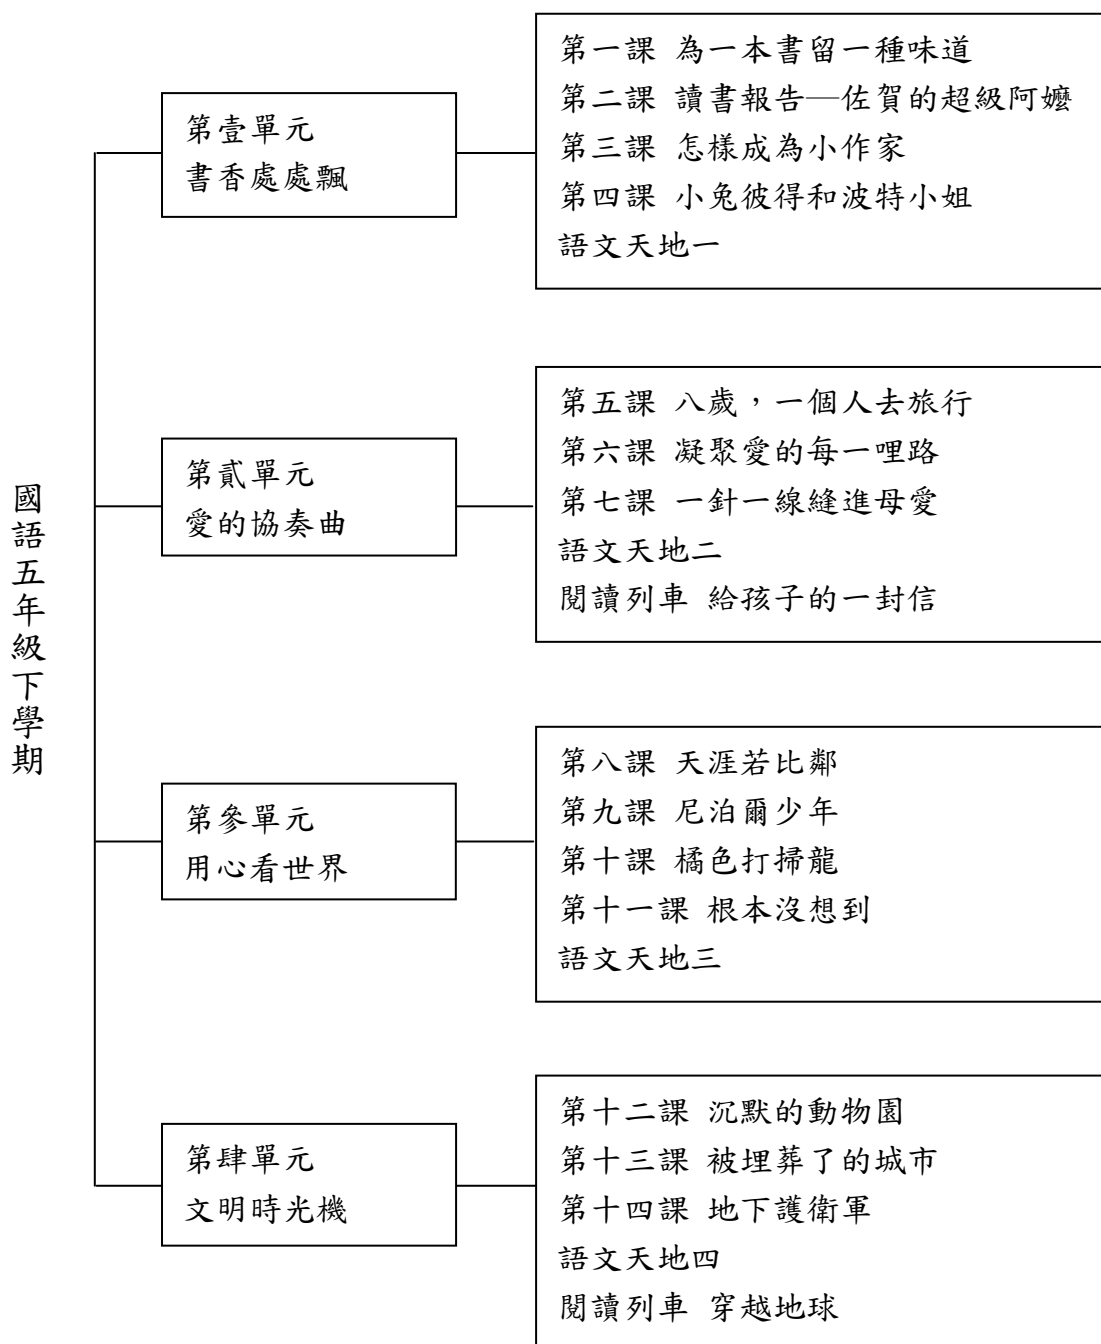 國語五年級下學期
第壹單元
書香處處飄
第一課 為一本書留一種味道
第二課 讀書報告─佐賀的超級阿嬤
第三課 怎樣成為小作家
第四課 小兔彼得和波特小姐
語文天地一
第貳單元
愛的協奏曲
第五課 八歲，一個人去旅行
第六課 凝聚愛的每一哩路
第七課 一針一線縫進母愛
語文天地二
閱讀列車 給孩子的一封信
第參單元
用心看世界
第八課 天涯若比鄰
第九課 尼泊爾少年
第十課 橘色打掃龍
第十一課 根本沒想到
語文天地三
第肆單元
文明時光機
第十二課 沉默的動物園
第十三課 被埋葬了的城市
第十四課 地下護衛軍
語文天地四
閱讀列車 穿越地球